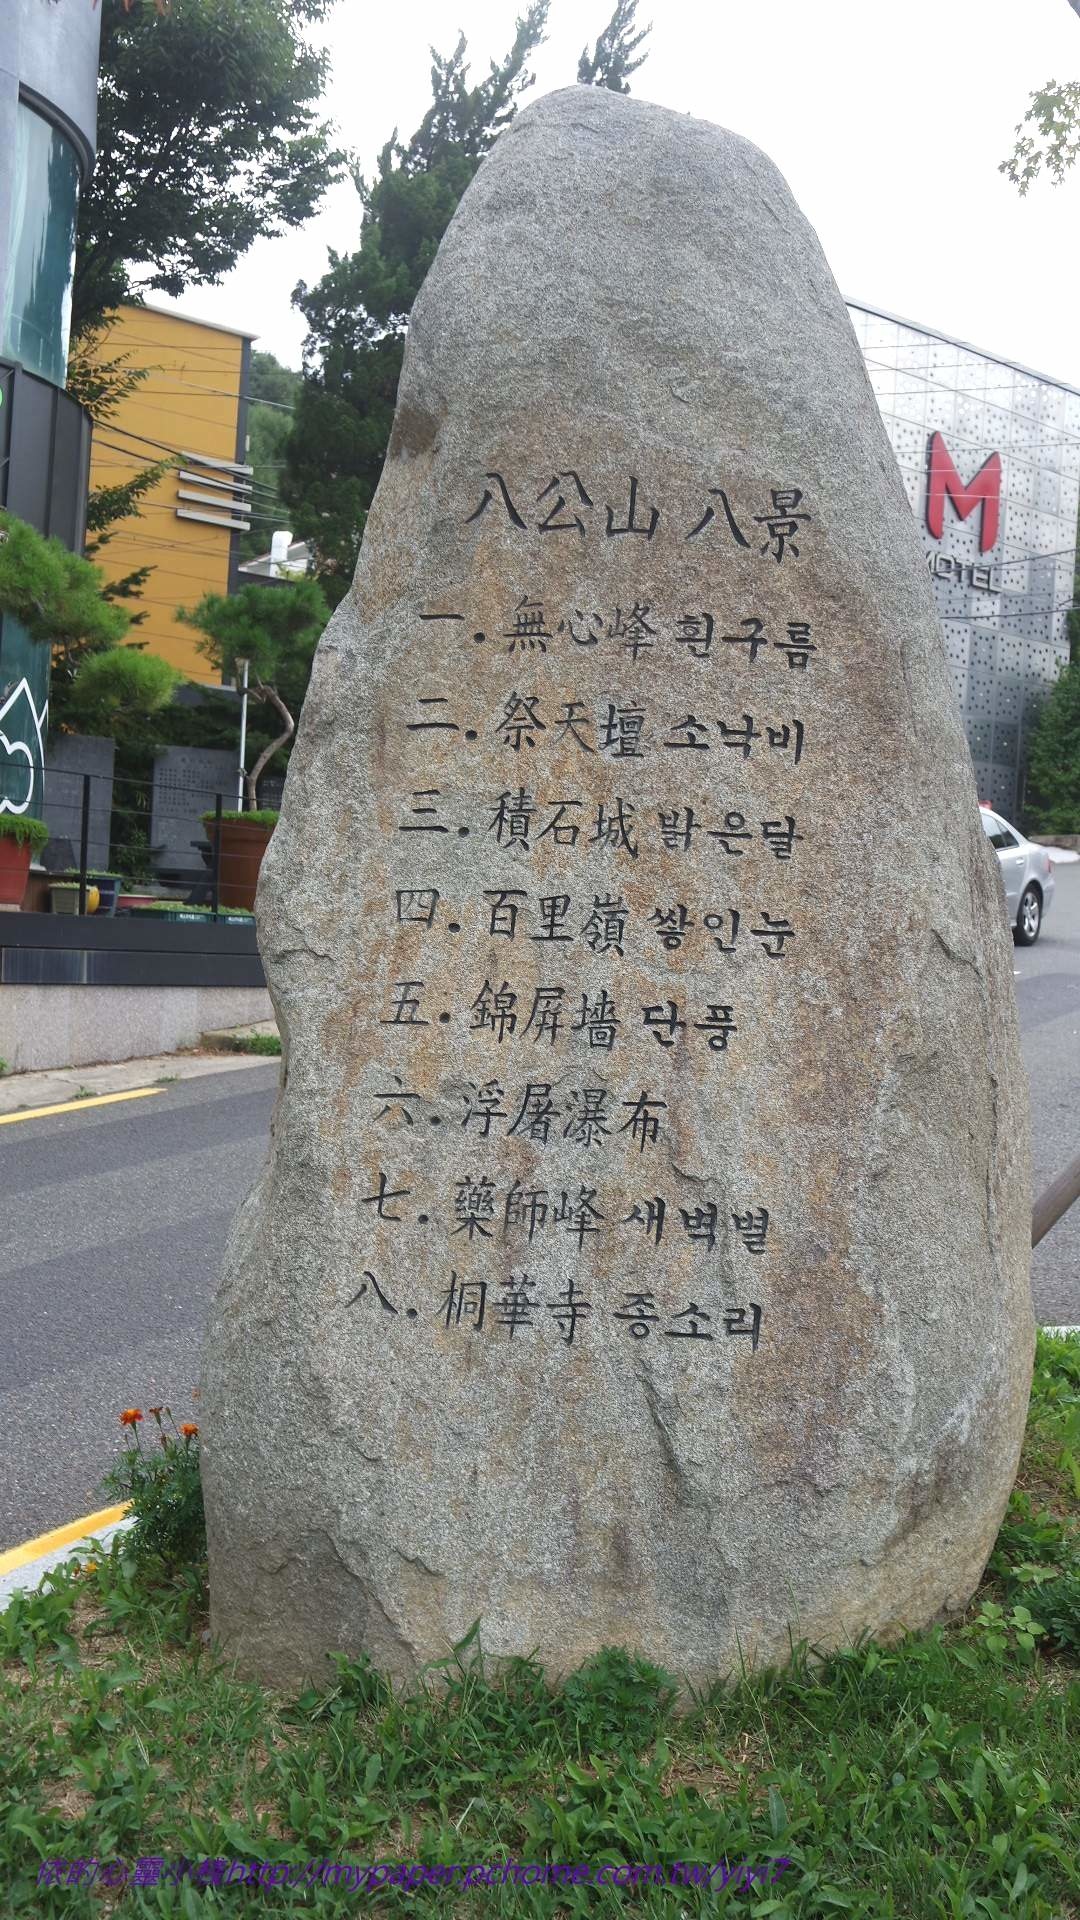 八公山 八景
一. 無心峰 흰구름
二. 祭天壇 소낙비
三. 積石城 밝은달
四. 百里嶺 쌓인눈
五. 錦屛墻 단풍
六. 浮屠瀑布
七. 藥師峰 새벽별
八. 桐華寺 종소리
M
MOTEL
依的心靈小棧http://mypaper.pchome.com.tw/yiyi7